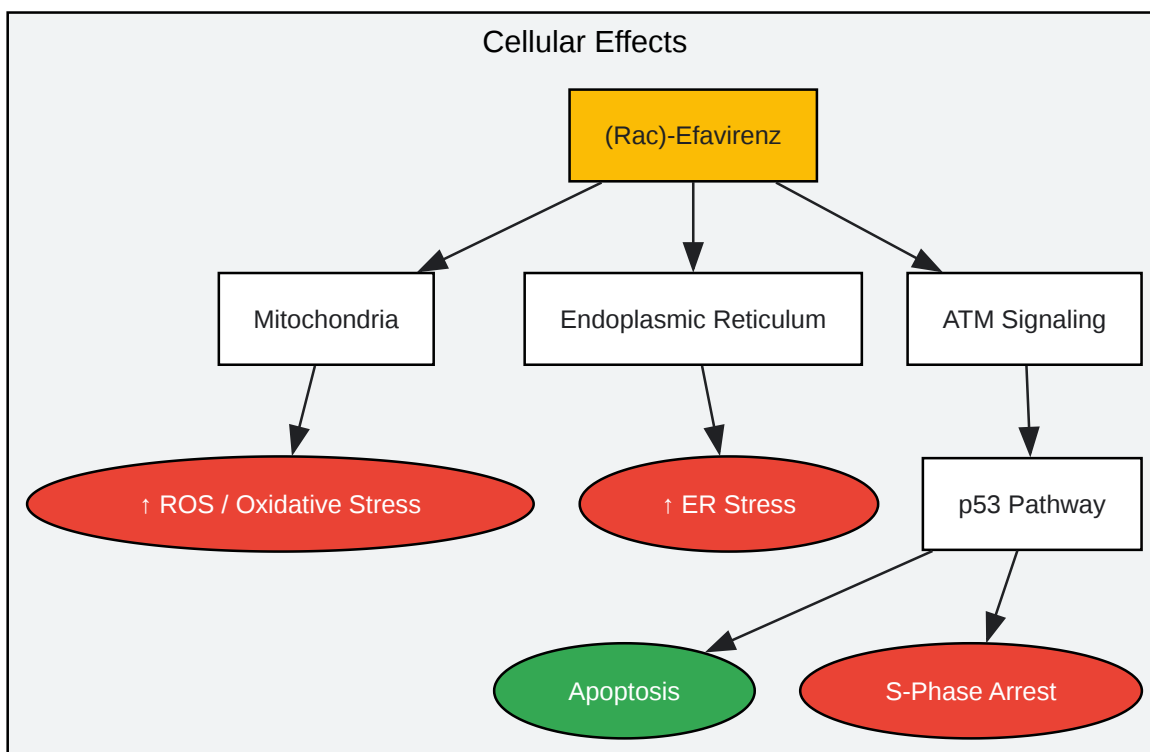 Cellular Effects
(Rac)-Efavirenz
Mitochondria
Endoplasmic Reticulum
ATM Signaling
↑ ROS / Oxidative Stress
↑ ER Stress
p53 Pathway
Apoptosis
S-Phase Arrest